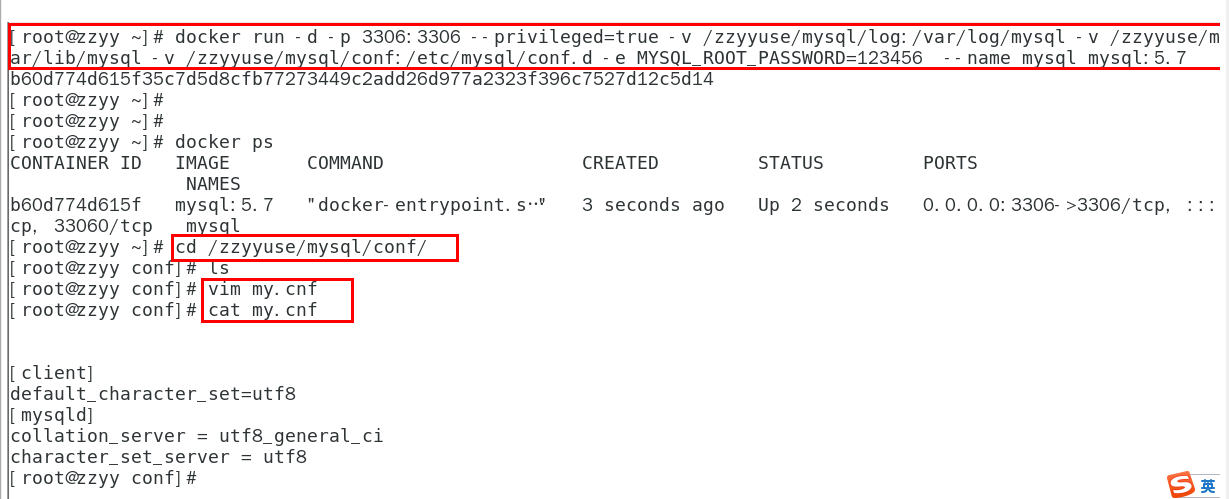 [root@zzyy ~]# docker run -d -p 3306:3306 --privileged=true -v /zzyyuse/mysql/log:/var/log/mysql -v /zzyyuse/m
ar/lib/mysql -v /zzyyuse/mysql/conf:/etc/mysql/conf.d -e MYSQL_ROOT_PASSWORD=123456  --name mysql mysql:5.7
b60d774d615f35c7d5d8cfb77273449c2add26d977a2323f396c7527d12c5d14
[root@zzyy ~]#
[root@zzyy ~]#
[root@zzyy ~]# docker ps
CONTAINER ID   IMAGE       COMMAND                  CREATED         STATUS         PORTS
                NAMES
b60d774d615f   mysql:5.7   "docker-entrypoint.s…"   3 seconds ago   Up 2 seconds   0.0.0.0:3306->3306/tcp, :::
cp, 33060/tcp   mysql
[root@zzyy ~]# cd /zzyyuse/mysql/conf/
[root@zzyy conf]# ls
[root@zzyy conf]# vim my.cnf
[root@zzyy conf]# cat my.cnf
[client]
default_character_set=utf8
[mysqld]
collation_server = utf8_general_ci
character_set_server = utf8
[root@zzyy conf]#
S 英